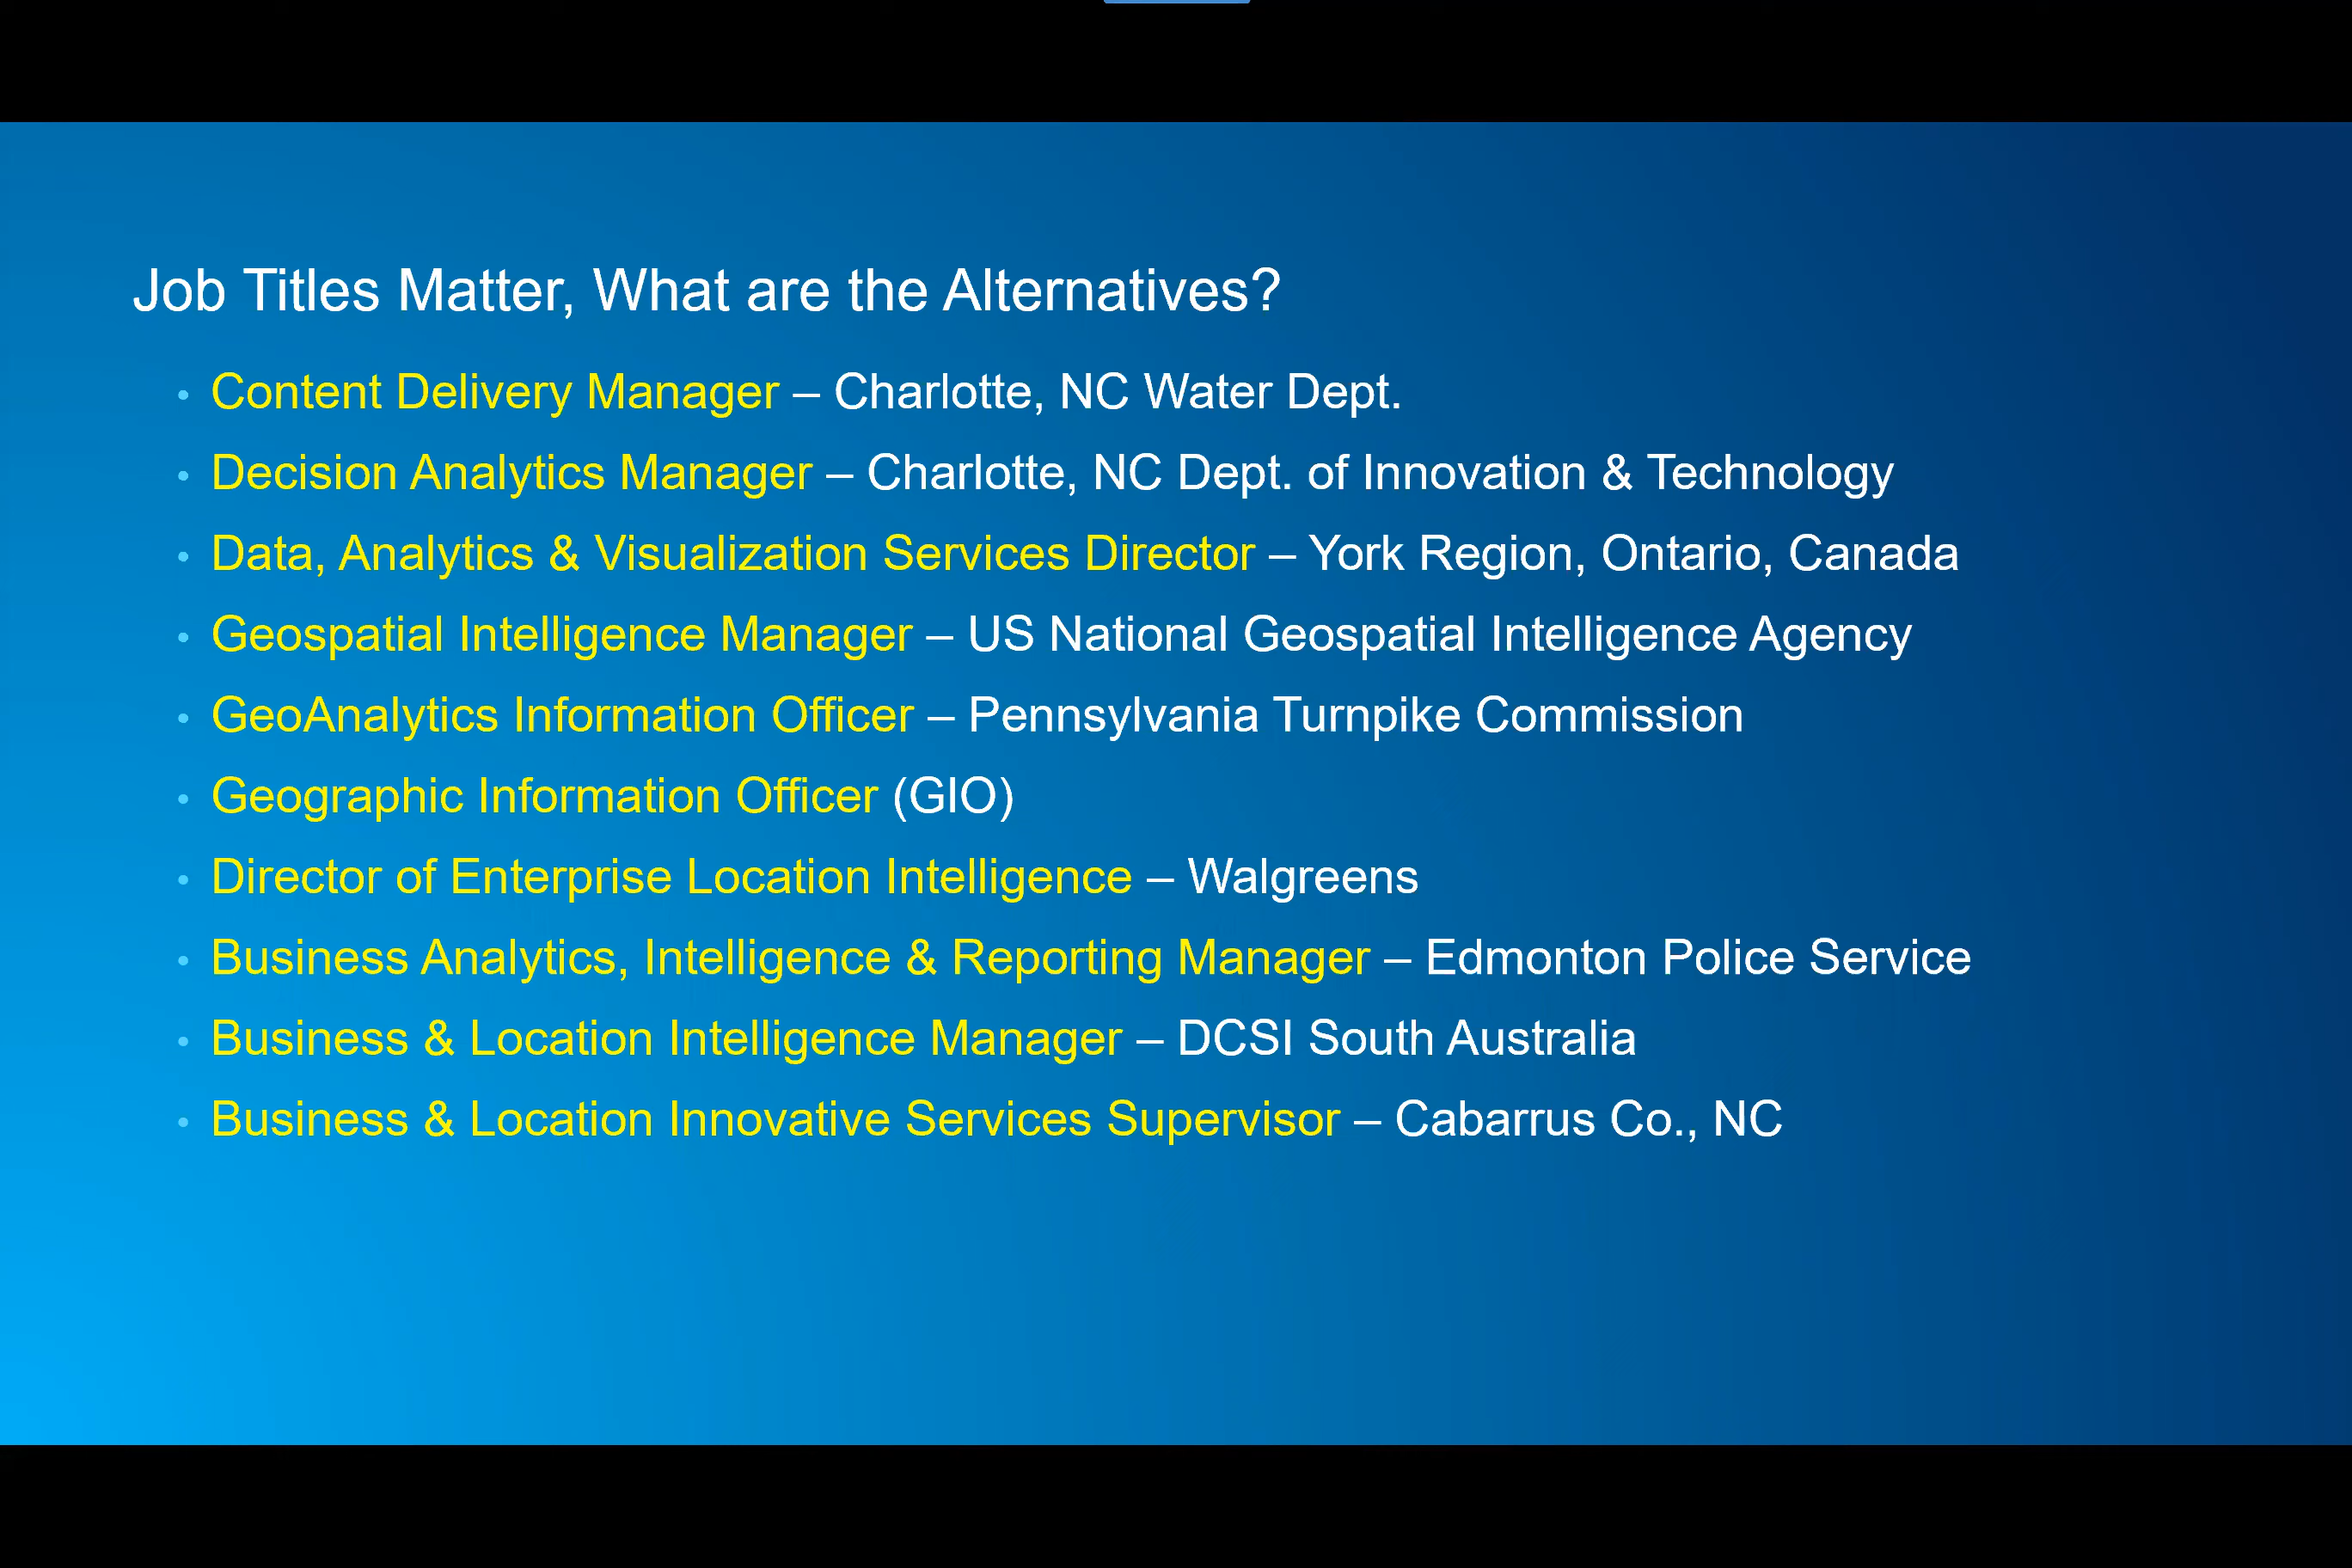 Job Titles Matter, What are the Alternatives?
• Content Delivery Manager – Charlotte, NC Water Dept.
• Decision Analytics Manager – Charlotte, NC Dept. of Innovation & Technology
• Data, Analytics & Visualization Services Director – York Region, Ontario, Canada
• Geospatial Intelligence Manager – US National Geospatial Intelligence Agency
• GeoAnalytics Information Officer – Pennsylvania Turnpike Commission
• Geographic Information Officer (GIO)
• Director of Enterprise Location Intelligence – Walgreens
• Business Analytics, Intelligence & Reporting Manager – Edmonton Police Service
• Business & Location Intelligence Manager – DCSI South Australia
• Business & Location Innovative Services Supervisor – Cabarrus Co., NC